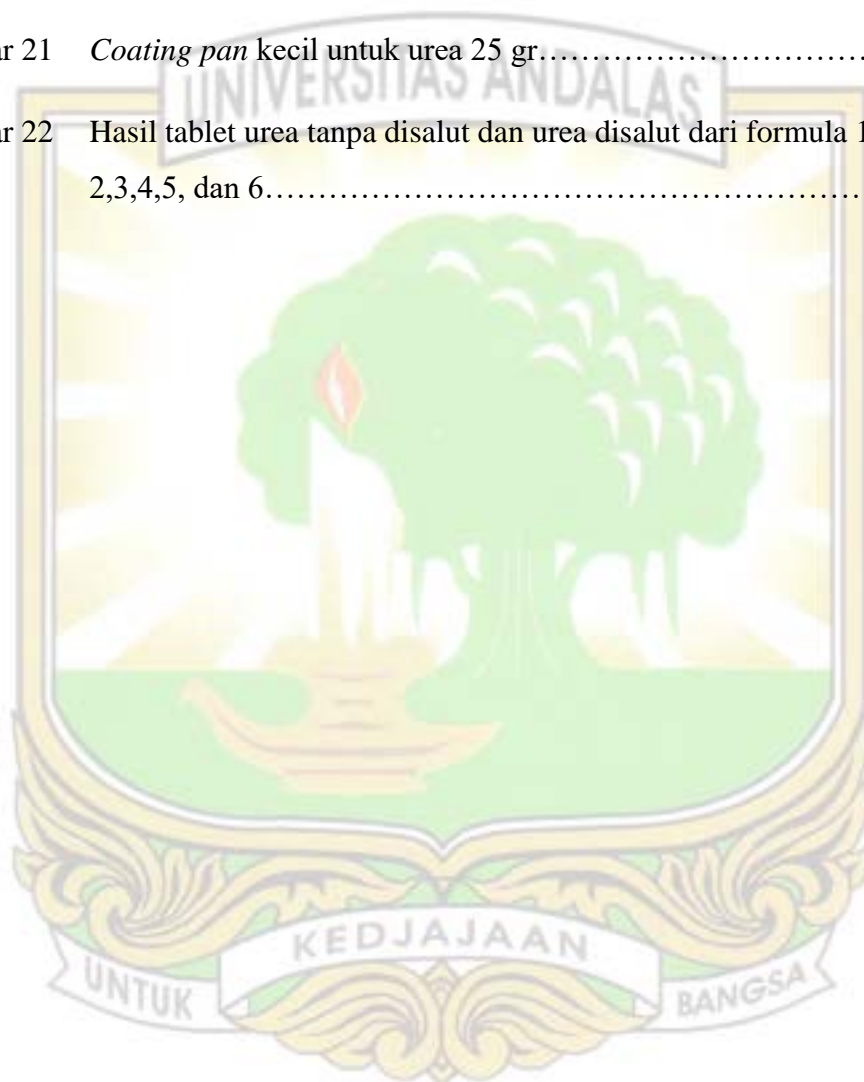 ar 21 Coating pan kecil untuk urea 25 gr…………………………
UNIVERSITAS ANDALAS
ar 22 Hasil tablet urea tanpa disalut dan urea disalut dari formula 1
2,3,4,5, dan 6……………………………………………………
KEDJAJAAN
UNTUK BANGSA